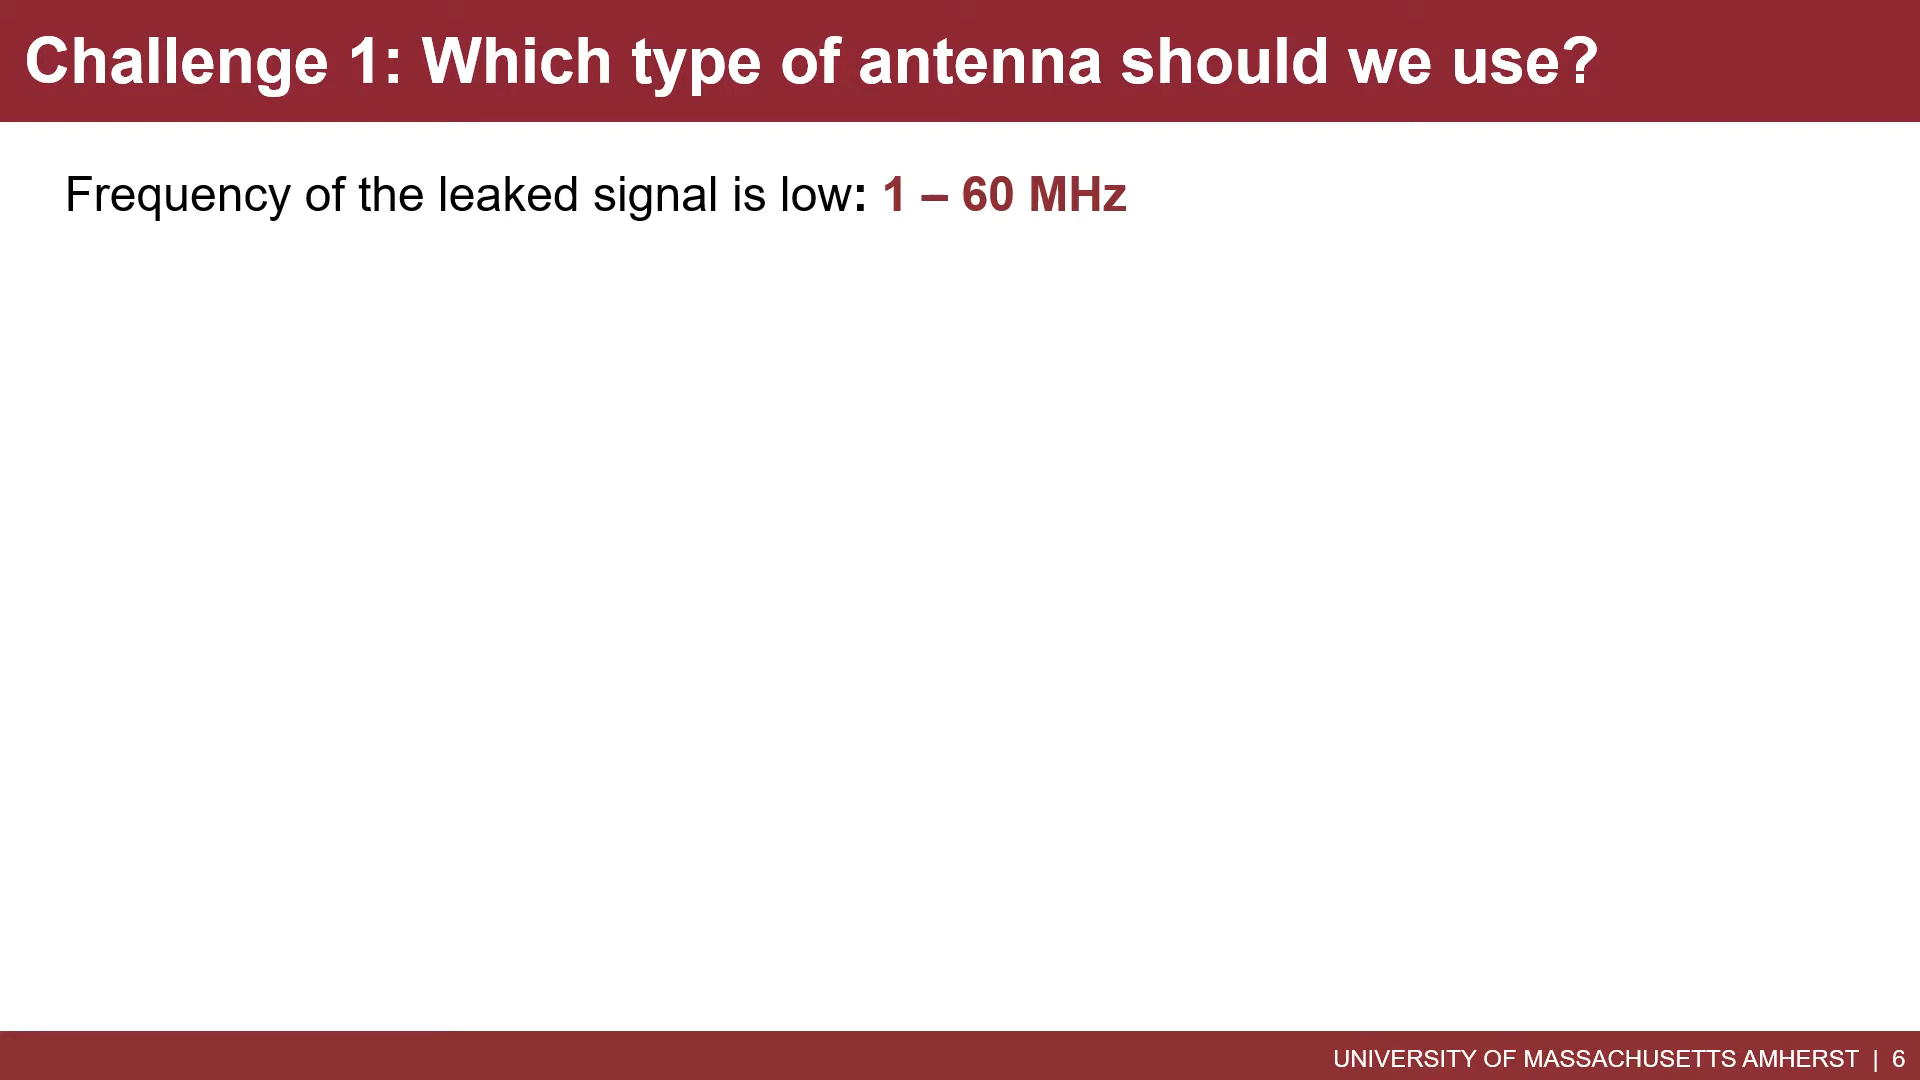 Challenge 1: Which type of antenna should we use?
Frequency of the leaked signal is low: 1 – 60 MHz
UNIVERSITY OF MASSACHUSETTS AMHERST | 6